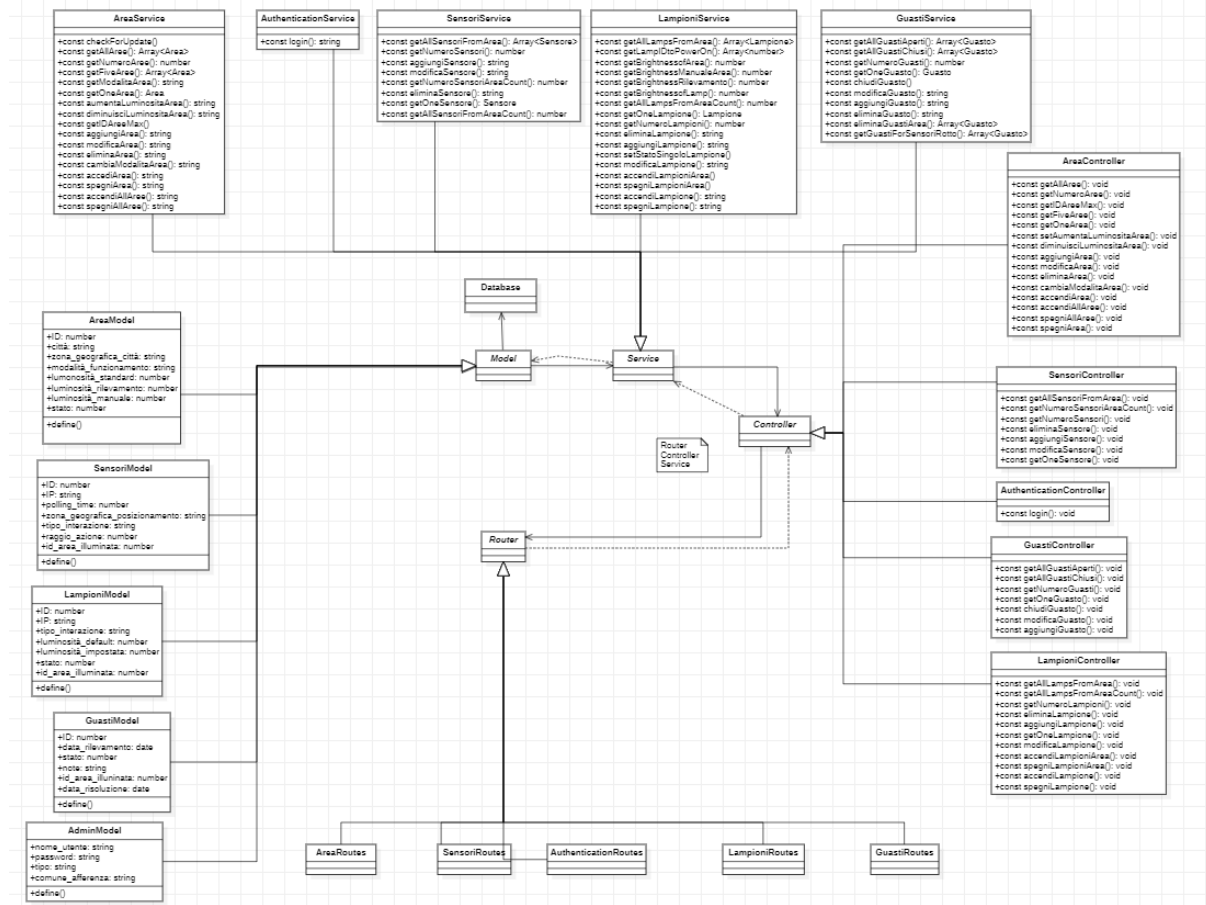 AreaService
+const checkForUpdate()
+const getAllAree(): Array<Area>
+const getNumeroAree(): number
+const getFiveAree(): Array<Area>
+const getModalitaArea(): string
+const getOneArea(): Area
+const aumentaLuminositaArea(): string
+const diminuisciLuminositaArea(): string
+const getIDAreeMax()
+const aggiungiArea(): string
+const modificaArea(): string
+const eliminaArea(): string
+const cambiaModalitaArea(): string
+const accediArea(): string
+const spegniArea(): string
+const accendiAllAree(): string
+const spegniAllAree(): string
AuthenticationService
+const login(): string
SensoriService
+const getAllSensoriFromArea(): Array<Sensore>
+const getNumeroSensori(): number
+const aggiungiSensore(): string
+const modificaSensore(): string
+const getNumeroSensoriAreaCount(): number
+const eliminaSensore(): string
+const getOneSensore(): Sensore
+const getAllSensoriFromAreaCount(): number
LampioniService
+const getAllLampsFromArea(): Array<Lampione>
+const getLampIDtoPowerOn(): Array<number>
+const getBrightnessofArea(): number
+const getBrightnessManualeArea(): number
+const getBrightnessRilevamento(): number
+const getBrightnessofLamp(): number
+const getAllLampsFromAreaCount(): number
+const getOneLampione(): Lampione
+const getNumeroLampioni(): number
+const eliminaLampione(): string
+const aggiungiLampione(): string
+const setStatoSingoloLampione()
+const modificaLampione(): string
+const accendiLampioniArea()
+const spegniLampioniArea()
+const accendiLampione(): string
+const spegniLampione(): string
GuastiService
+const getAllGuastiAperti(): Array<Guasto>
+const getAllGuastiChiusi(): Array<Guasto>
+const getNumeroGuasti(): number
+const getOneGuasto(): Guasto
+const chiudiGuasto()
+const modificaGuasto(): string
+const aggiungiGuasto(): string
+const eliminaGuasto(): string
+const eliminaGuastiArea(): Array<Guasto>
+const getGuastiForSensoriRotto(): Array<Guasto>
AreaController
+const getAllAree(): void
+const getNumeroAree(): void
+const getIDAreeMax(): void
+const getFiveAree(): void
+const getOneArea(): void
+const setAumentaLuminositaArea(): void
+const diminuisciLuminositaArea(): void
+const aggiungiArea(): void
+const modificaArea(): void
+const eliminaArea(): void
+const cambiaModalitaArea(): void
+const accendiArea(): void
+const accendiAllAree(): void
+const spegniAllAree(): void
+const spegniArea(): void
Database
AreaModel
+ID: number
+città: string
+zona_geografica_città: string
+modalità_funzionamento: string
+lumonosità_standard: number
+luminosità_rilevamento: number
+luminosità_manuale: number
+stato: number
+define()
Model
Service
Controller
Router
Controller
Service
SensoriController
+const getAllSensoriFromArea(): void
+const getNumeroSensoriAreaCount(): void
+const getNumeroSensori(): void
+const eliminaSensore(): void
+const aggiungiSensore(): void
+const modificaSensore(): void
+const getOneSensore(): void
SensoriModel
+ID: number
+IP: string
+polling_time: number
+zona_geografica_posizionamento: string
+tipo_interazione: string
+raggio_azione: number
+id_area_illuminata: number
+define()
AuthenticationController
+const login(): void
Router
GuastiController
+const getAllGuastiAperti(): void
+const getAllGuastiChiusi(): void
+const getNumeroGuasti(): void
+const getOneGuasto(): void
+const chiudiGuasto(): void
+const modificaGuasto(): void
+const aggiungiGuasto(): void
LampioniModel
+ID: number
+IP: string
+tipo_interazione: string
+luminosità_default: number
+luminosità_impostata: number
+stato: number
+id_area_illuminata: number
+define()
LampioniController
+const getAllLampsFromArea(): void
+const getAllLampsFromAreaCount(): void
+const getNumeroLampioni(): void
+const eliminaLampione(): void
+const aggiungiLampione(): void
+const getOneLampione(): void
+const modificaLampione(): void
+const accendiLampioniArea(): void
+const spegniLampioniArea(): void
+const accendiLampione(): void
+const spegniLampione(): void
GuastiModel
+ID: number
+data_rilevamento: date
+stato: number
+note: string
+id_area_illuninata: number
+data_risoluzione: date
+define()
AdminModel
+nome_utente: string
+password: string
+tipo: string
+comune_afferenza: string
+define()
AreaRoutes
SensoriRoutes
AuthenticationRoutes
LampioniRoutes
GuastiRoutes